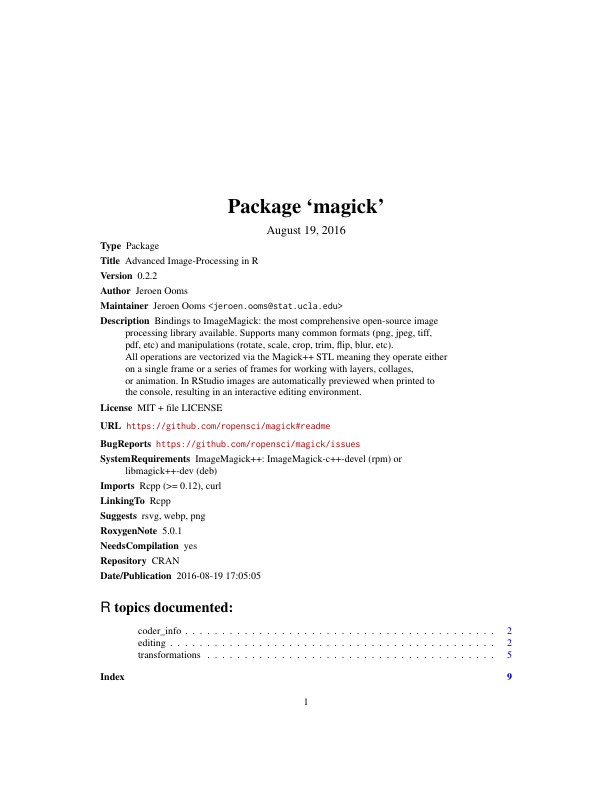 Package ‘magick’
August 19, 2016
Type Package
Title Advanced Image-Processing in R
Version 0.2.2
Author Jeroen Ooms
Maintainer Jeroen Ooms <jeroen.ooms@stat.ucla.edu>
Description Bindings to ImageMagick: the most comprehensive open-source image
processing library available. Supports many common formats (png, jpeg, tiff,
pdf, etc) and manipulations (rotate, scale, crop, trim, flip, blur, etc).
All operations are vectorized via the Magick++ STL meaning they operate either
on a single frame or a series of frames for working with layers, collages,
or animation. In RStudio images are automatically previewed when printed to
the console, resulting in an interactive editing environment.
License MIT + file LICENSE
URL https://github.com/ropensci/magick#readme
BugReports https://github.com/ropensci/magick/issues
SystemRequirements ImageMagick++: ImageMagick-c++-devel (rpm) or
libmagick++-dev (deb)
Imports Rcpp (>= 0.12), curl
LinkingTo Rcpp
Suggests rsvg, webp, png
RoxygenNote 5.0.1
NeedsCompilation yes
Repository CRAN
Date/Publication 2016-08-19 17:05:05
R topics documented:
coder_info . . . . . . . . . . . . . . . . . . . . . . . . . . . . . . . . . . . . . . . . . . 2
editing . . . . . . . . . . . . . . . . . . . . . . . . . . . . . . . . . . . . . . . . . . . . 2
transformations . . . . . . . . . . . . . . . . . . . . . . . . . . . . . . . . . . . . . . . 5
Index 9
1